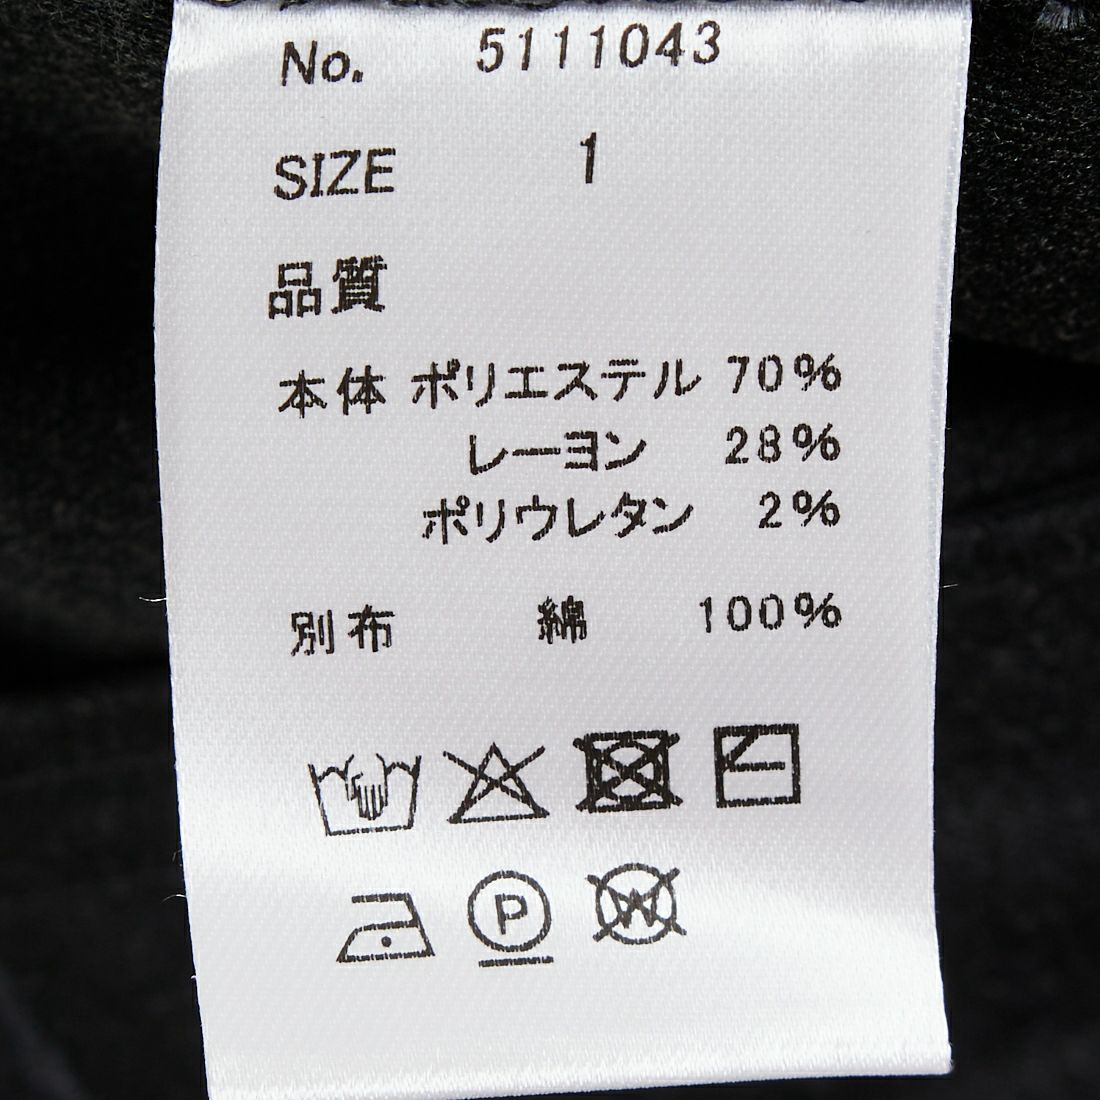 No. 5111043
SIZE 1
品質
本体 ポリエステル 70%
レーヨン 28%
ポリウレタン 2%
別布 綿 100%
P W